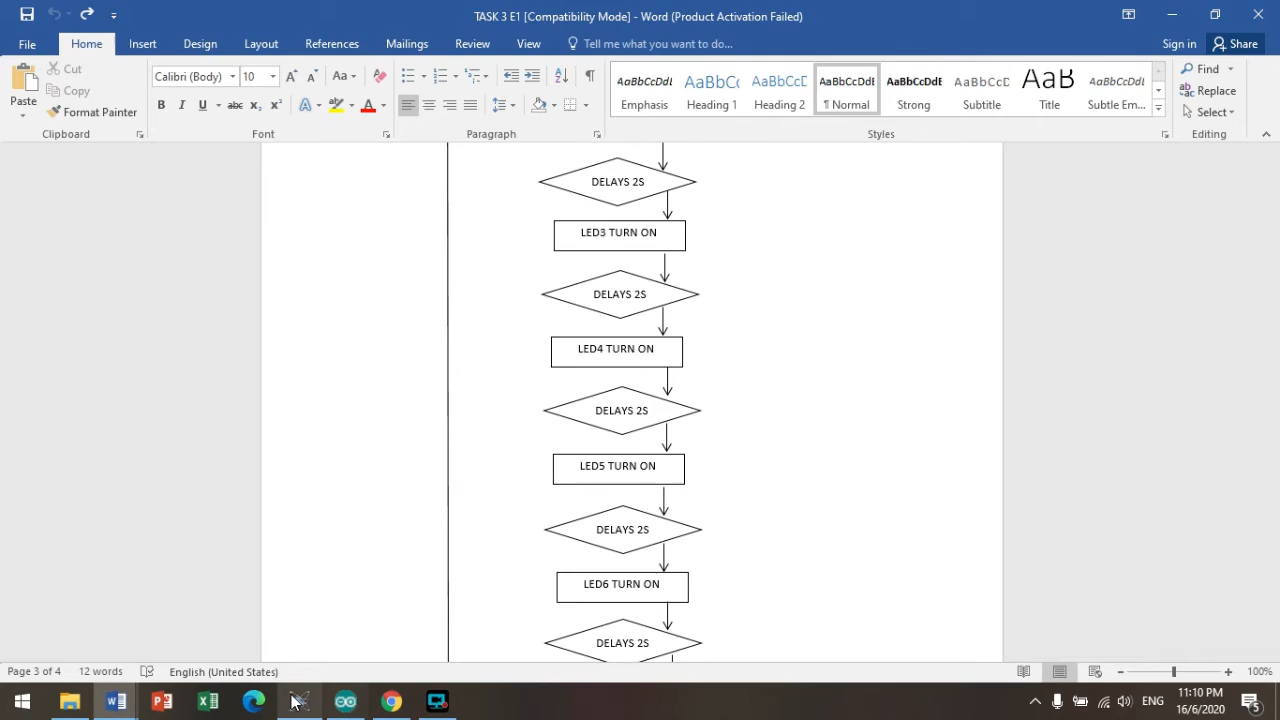 TASK 3 E1 [Compatibility Mode] - Word (Product Activation Failed)
File Home Insert Design Layout References Mailings Review View Tell me what you want to do... Sign in Share
Paste
Cut
Copy
Format Painter
Clipboard
Calibri (Body) 10
Font
Paragraph
AaBbCcDdE AaBbCc AaBbCcD AaBbCcDdE AaBbCcDdE AaBbCcD AaB AaBbCcDdE
Emphasis Heading 1 Heading 2 ¶ Normal Strong Subtitle Title Subtle Em...
Styles
Find
Replace
Select
Editing
DELAYS 2S
LED3 TURN ON
DELAYS 2S
LED4 TURN ON
DELAYS 2S
LED5 TURN ON
DELAYS 2S
LED6 TURN ON
DELAYS 2S
Page 3 of 4 12 words English (United States) 100%
ENG
11:10 PM
16/6/2020
5